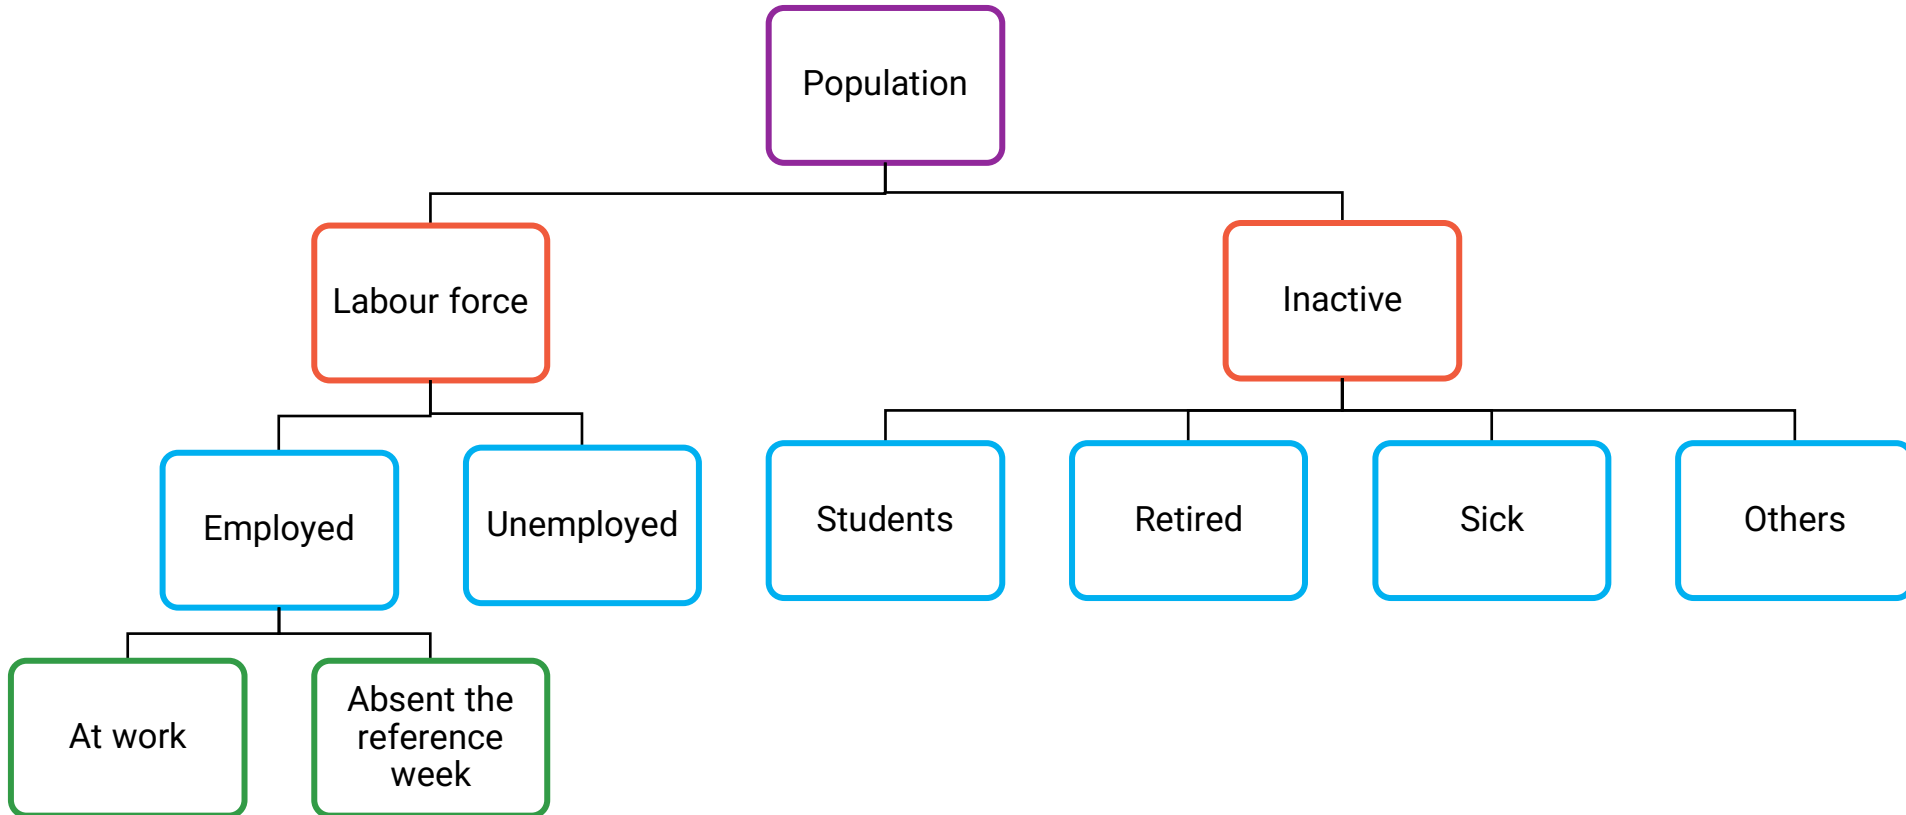 Population
Labour force
Inactive
Employed
Unemployed
Students
Retired
Sick
Others
At work
Absent the
reference
week